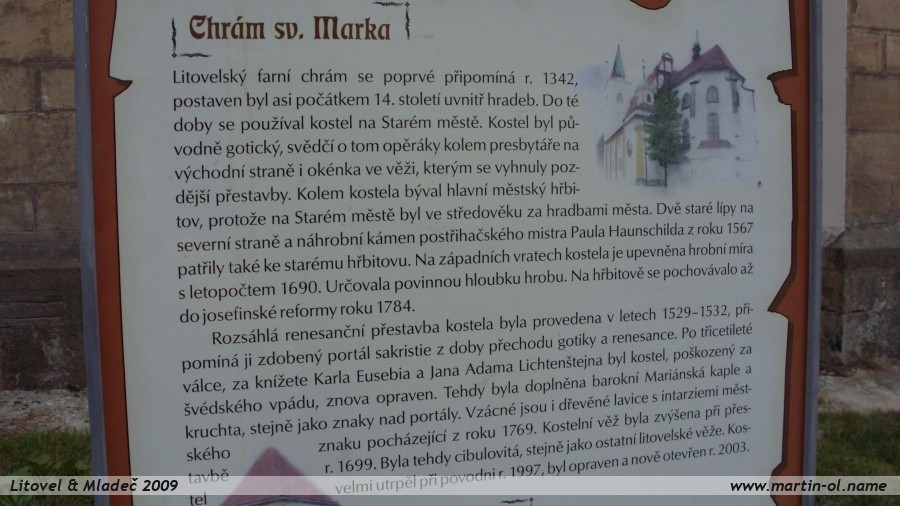 Chrám sv. Marka
Litovelský farní chrám se poprvé připomíná r. 1342,
postaven byl asi počátkem 14. století uvnitř hradeb. Do té
doby se používal kostel na Starém městě. Kostel byl pů-
vodně gotický, svědčí o tom opěráky kolem presbytáře na
východní straně i okénka ve věži, kterým se vyhnuly poz-
dější přestavby. Kolem kostela býval hlavní městský hřbi-
tov, protože na Starém městě byl ve středověku za hradbami města. Dvě staré lípy na
severní straně a náhrobní kámen postřihačského mistra Paula Haunschilda z roku 1567
patřily také ke starému hřbitovu. Na západních vratech kostela je upevněna hrobní míra
s letopočtem 1690. Určovala povinnou hloubku hrobu. Na hřbitově se pochovávalo až
do josefinské reformy roku 1784.
Rozsáhlá renesanční přestavba kostela byla provedena v letech 1529–1532, při-
pomíná ji zdobený portál sakristie z doby přechodu gotiky a renesance. Po třicetileté
válce, za knížete Karla Eusebia a Jana Adama Lichtenštejna byl kostel, poškozený za
švédského vpádu, znova opraven. Tehdy byla doplněna barokní Mariánská kaple a
kruchta, stejně jako znaky nad portály. Vzácné jsou i dřevěné lavice s intarziemi měst-
ského znaku pocházející z roku 1769. Kostelní věž byla zvýšena při přes-
tavbě r. 1699. Byla tehdy cibulovitá, stejně jako ostatní litovelské věže. Kos-
tel velmi utrpěl při povodni r. 1997, byl opraven a nově otevřen r. 2003.
Litovel & Mladeč 2009
www.martin-ol.name